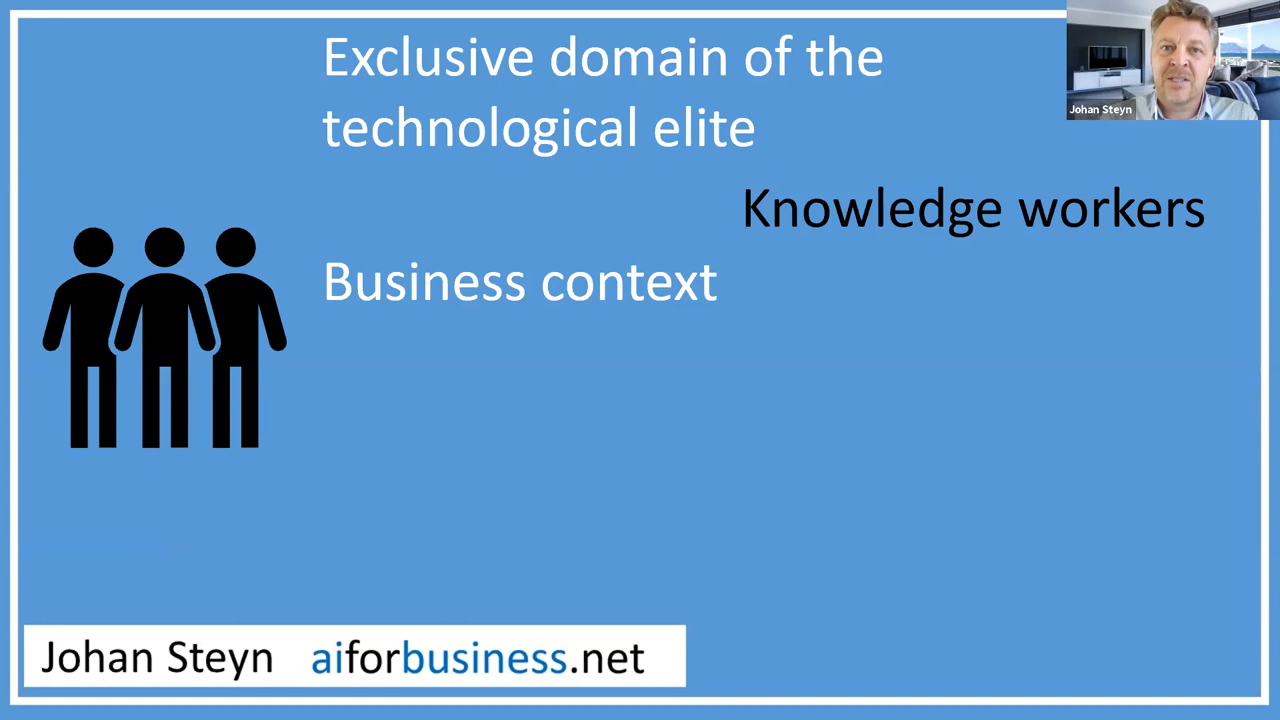 Exclusive domain of the
technological elite
Johan Steyn
Knowledge workers
Business context
Johan Steyn aiforbusiness.net